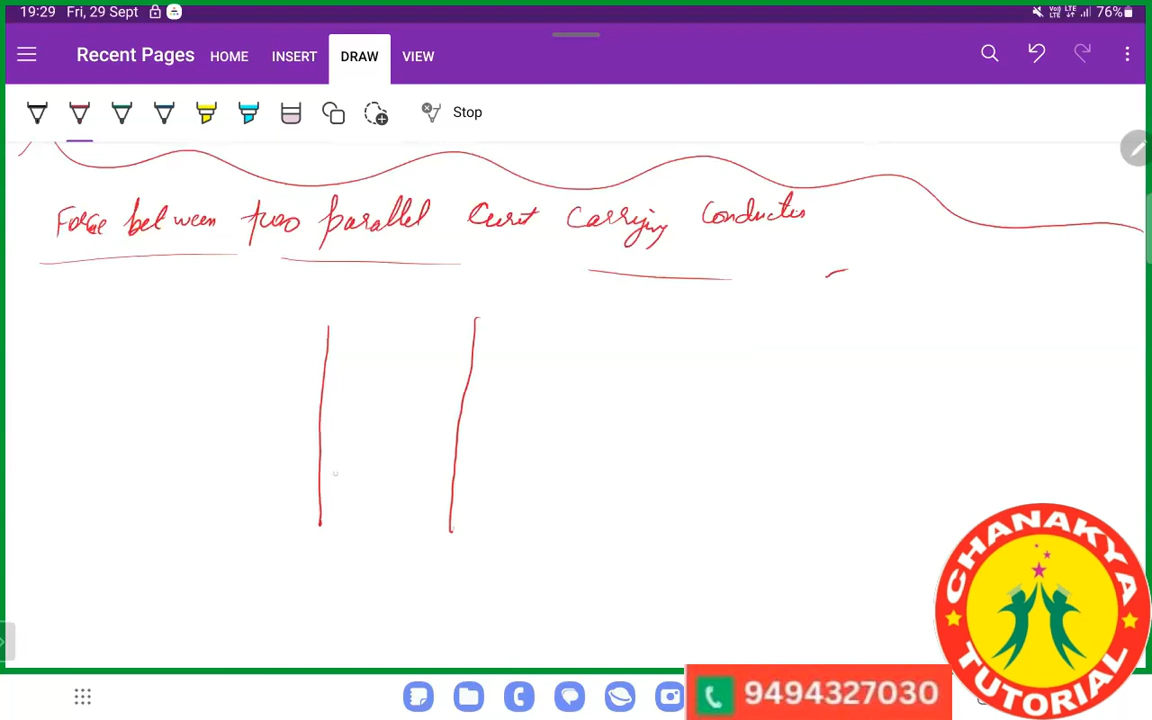 19:29 Fri, 29 Sept
76%
Recent Pages HOME INSERT DRAW VIEW
Stop
Force between two parallel Current Carrying Conductors
CHANAKYA
TUTORIAL
9494327030